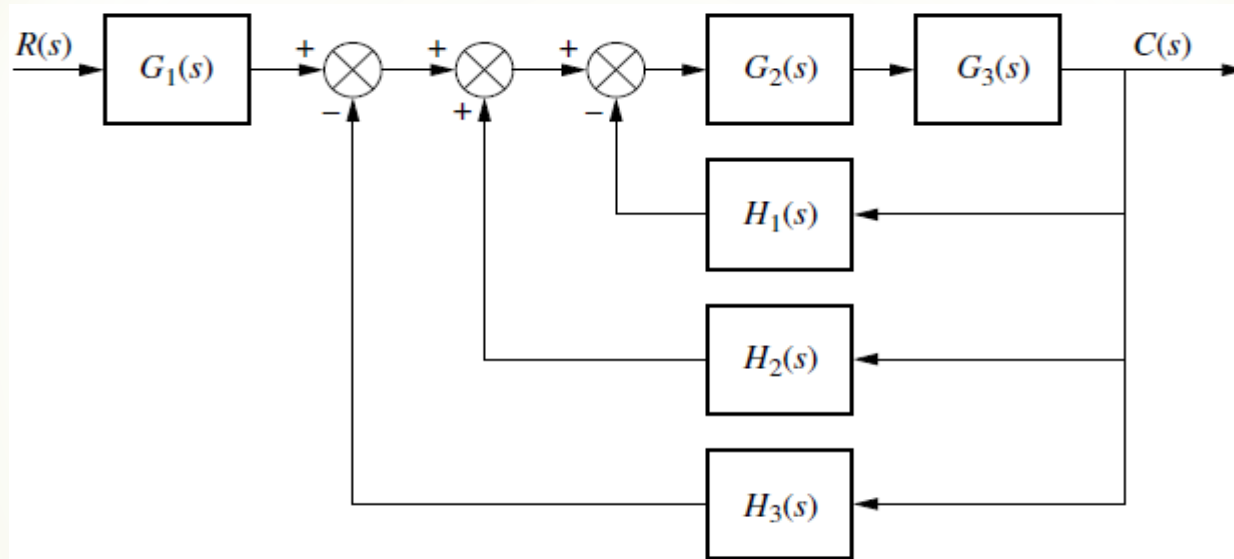 R(s)
G₁(s)
+
−
+
+
+
−
G₂(s)
G₃(s)
C(s)
H₁(s)
H₂(s)
H₃(s)